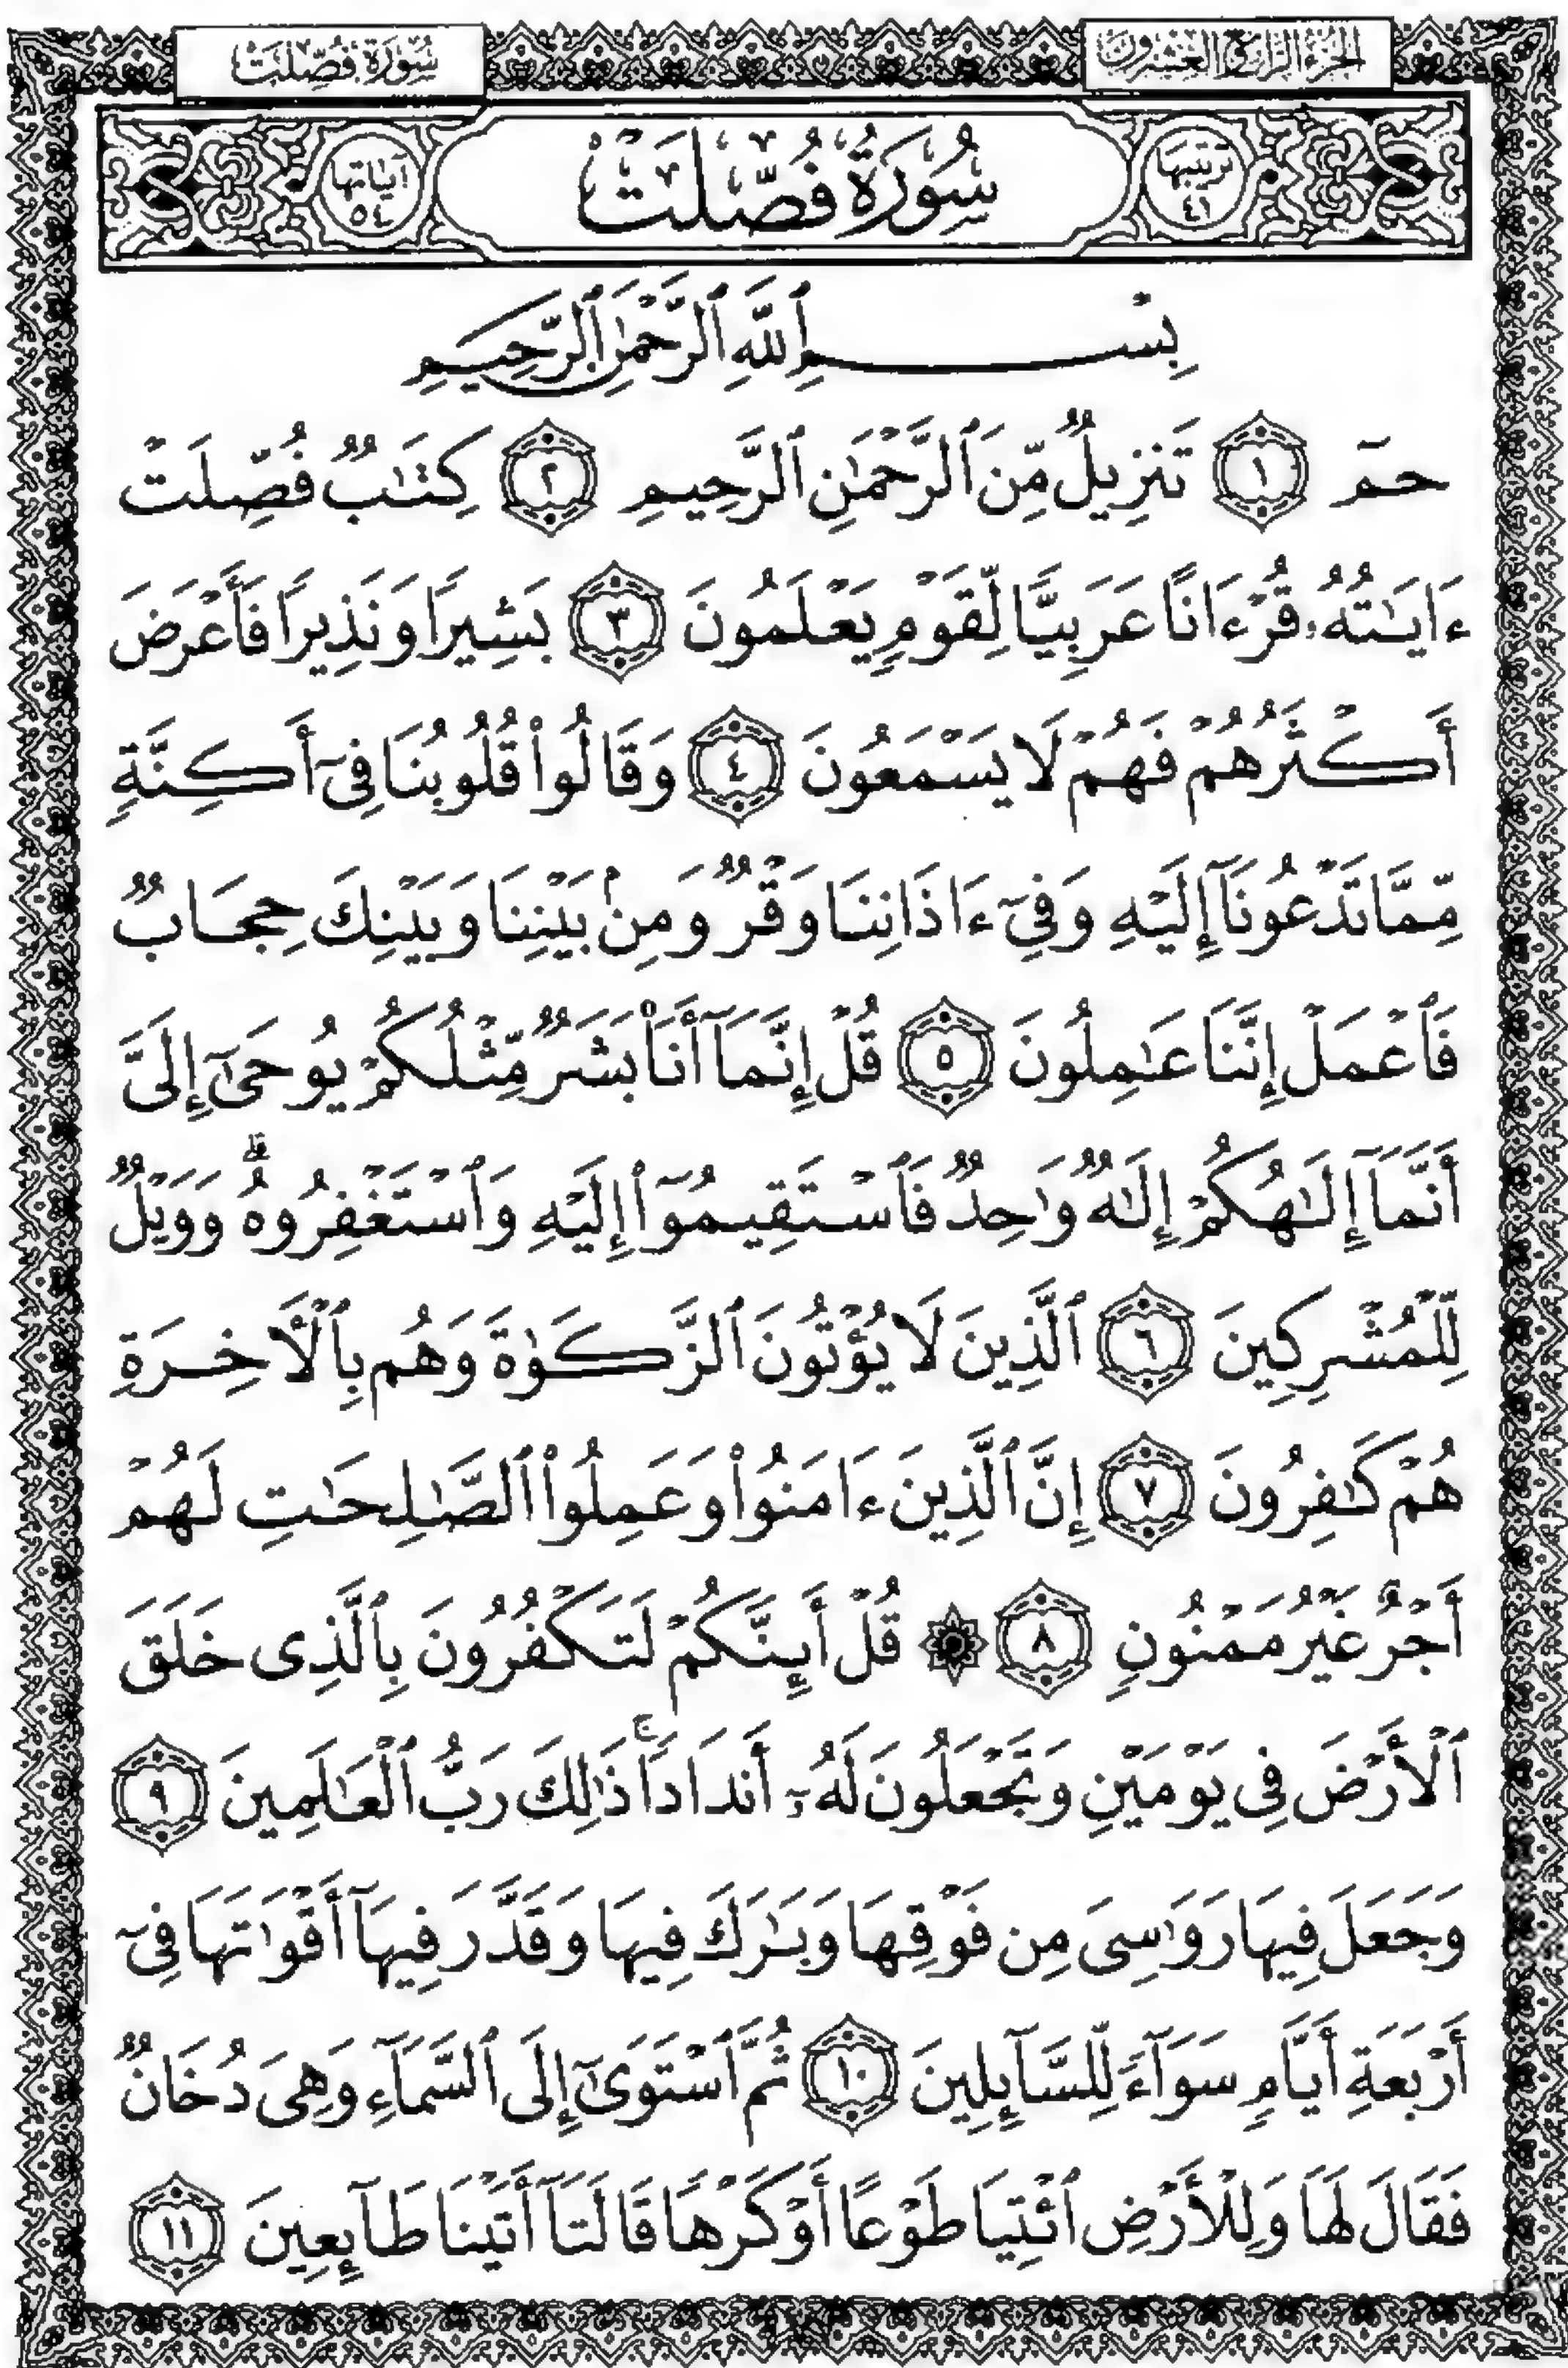 الجزء الرابع والعشرون
سورة فصلت
ترتيبها ٤١
سُورَةُ فُصِّلَتْ
آياتها ٥٤
بِسْمِ ٱللَّهِ ٱلرَّحْمَٰنِ ٱلرَّحِيمِ
حمٓ ١ تَنزِيلٌ مِّنَ ٱلرَّحْمَٰنِ ٱلرَّحِيمِ ٢ كِتَٰبٌ فُصِّلَتْ
ءَايَٰتُهُۥ قُرْءَانًا عَرَبِيًّا لِّقَوْمٍ يَعْلَمُونَ ٣ بَشِيرًا وَنَذِيرًا فَأَعْرَضَ
أَكْثَرُهُمْ فَهُمْ لَا يَسْمَعُونَ ٤ وَقَالُوا۟ قُلُوبُنَا فِىٓ أَكِنَّةٍ
مِّمَّا تَدْعُونَآ إِلَيْهِ وَفِىٓ ءَاذَانِنَا وَقْرٌ وَمِنۢ بَيْنِنَا وَبَيْنِكَ حِجَابٌ
فَٱعْمَلْ إِنَّنَا عَٰمِلُونَ ٥ قُلْ إِنَّمَآ أَنَا۠ بَشَرٌ مِّثْلُكُمْ يُوحَىٰٓ إِلَىَّ
أَنَّمَآ إِلَٰهُكُمْ إِلَٰهٌ وَٰحِدٌ فَٱسْتَقِيمُوٓا۟ إِلَيْهِ وَٱسْتَغْفِرُوهُ ۗ وَوَيْلٌ
لِّلْمُشْرِكِينَ ٦ ٱلَّذِينَ لَا يُؤْتُونَ ٱلزَّكَوٰةَ وَهُم بِٱلْأَخِرَةِ
هُمْ كَٰفِرُونَ ٧ إِنَّ ٱلَّذِينَ ءَامَنُوا۟ وَعَمِلُوا۟ ٱلصَّٰلِحَٰتِ لَهُمْ
أَجْرٌ غَيْرُ مَمْنُونٍ ٨ ۞ قُلْ أَئِنَّكُمْ لَتَكْفُرُونَ بِٱلَّذِى خَلَقَ
ٱلْأَرْضَ فِى يَوْمَيْنِ وَتَجْعَلُونَ لَهُۥٓ أَندَادًا ۚ ذَٰلِكَ رَبُّ ٱلْعَٰلَمِينَ ٩
وَجَعَلَ فِيهَا رَوَٰسِىَ مِن فَوْقِهَا وَبَٰرَكَ فِيهَا وَقَدَّرَ فِيهَآ أَقْوَٰتَهَا فِىٓ
أَرْبَعَةِ أَيَّامٍ سَوَآءً لِّلسَّآئِلِينَ ١٠ ثُمَّ ٱسْتَوَىٰٓ إِلَى ٱلسَّمَآءِ وَهِىَ دُخَانٌ
فَقَالَ لَهَا وَلِلْأَرْضِ ٱئْتِيَا طَوْعًا أَوْ كَرْهًا قَالَتَآ أَتَيْنَا طَآئِعِينَ ١١